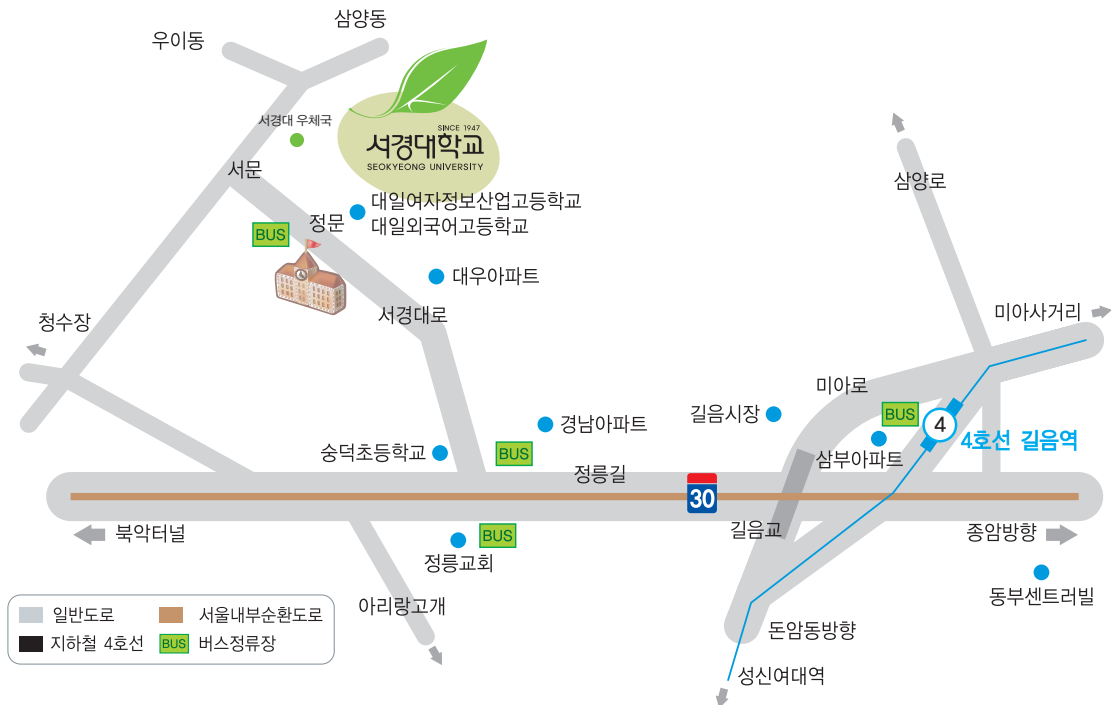 삼양동
우이동
서경대 우체국
SINCE 1947
서경대학교
SEOKYEONG UNIVERSITY
서문
삼양로
대일여자정보산업고등학교
정문
대일외국어고등학교
BUS
대우아파트
서경대로
미아사거리
청수장
미아로
길음시장
BUS
경남아파트
4
4호선 길음역
숭덕초등학교
BUS
삼부아파트
정릉길
30
북악터널
길음교
종암방향
BUS
정릉교회
동부센트러빌
아리랑고개
일반도로
서울내부순환도로
돈암동방향
지하철 4호선
BUS 버스정류장
성신여대역